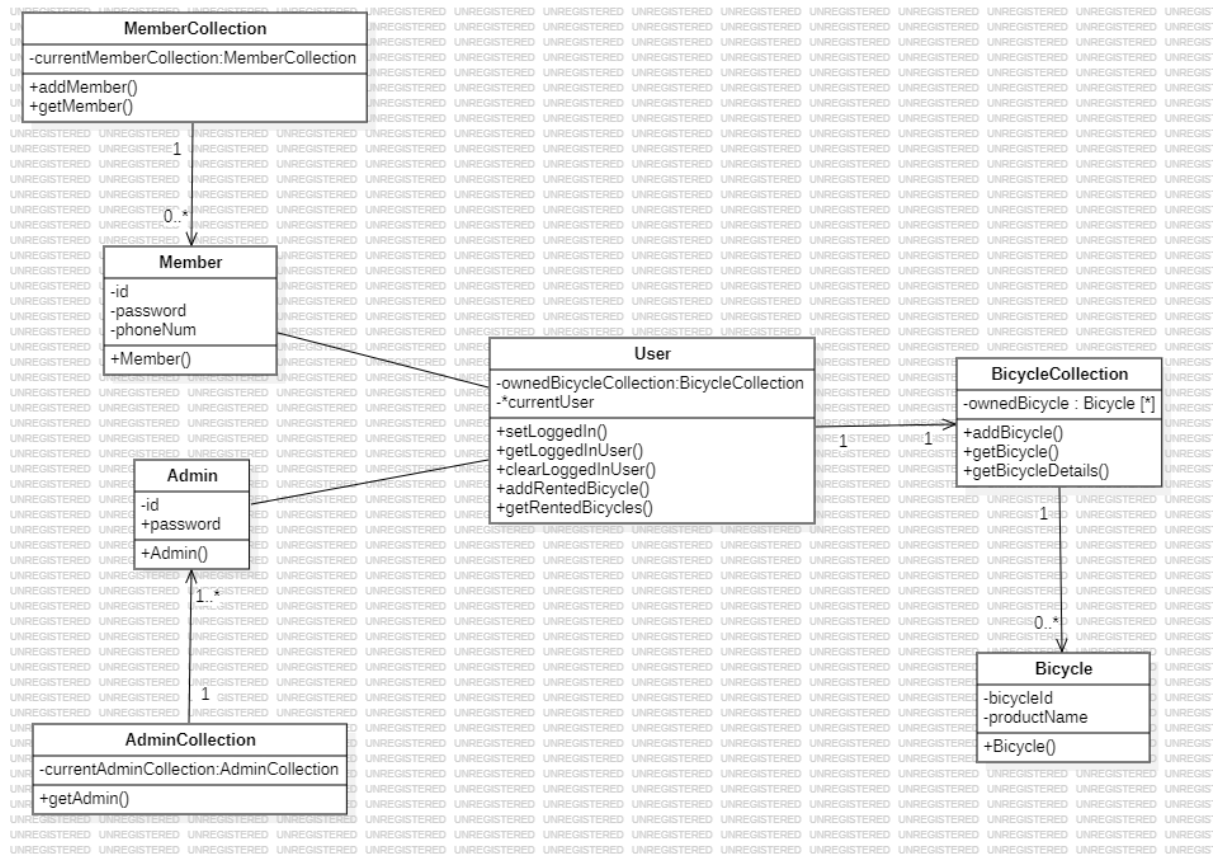 MemberCollection
-currentMemberCollection:MemberCollection
+addMember()
+getMember()
1
0..*
Member
-id
-password
-phoneNum
+Member()
User
-ownedBicycleCollection:BicycleCollection
-*currentUser
+setLoggedIn()
+getLoggedInUser()
+clearLoggedInUser()
+addRentedBicycle()
+getRentedBicycles()
1
1
BicycleCollection
-ownedBicycle : Bicycle [*]
+addBicycle()
+getBicycle()
+getBicycleDetails()
1
0..*
Bicycle
-bicycleId
-productName
+Bicycle()
Admin
-id
+password
+Admin()
1..*
1
AdminCollection
-currentAdminCollection:AdminCollection
+getAdmin()
UNREGISTERED